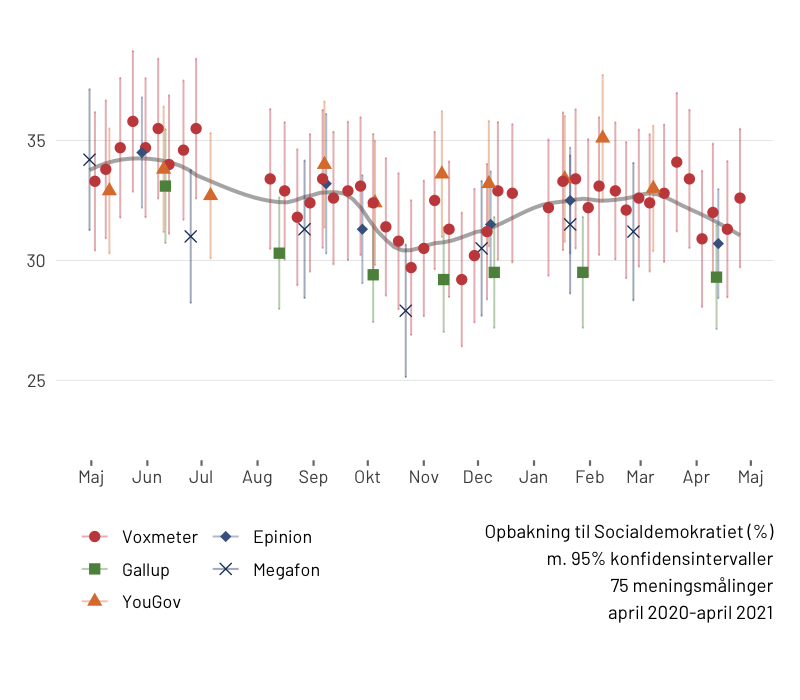 35
30
25
Maj Jun Jul Aug Sep Okt Nov Dec Jan Feb Mar Apr Maj
Voxmeter Epinion
Gallup Megafon
YouGov
Opbakning til Socialdemokratiet (%)
m. 95% konfidensintervaller
75 meningsmålinger
april 2020-april 2021